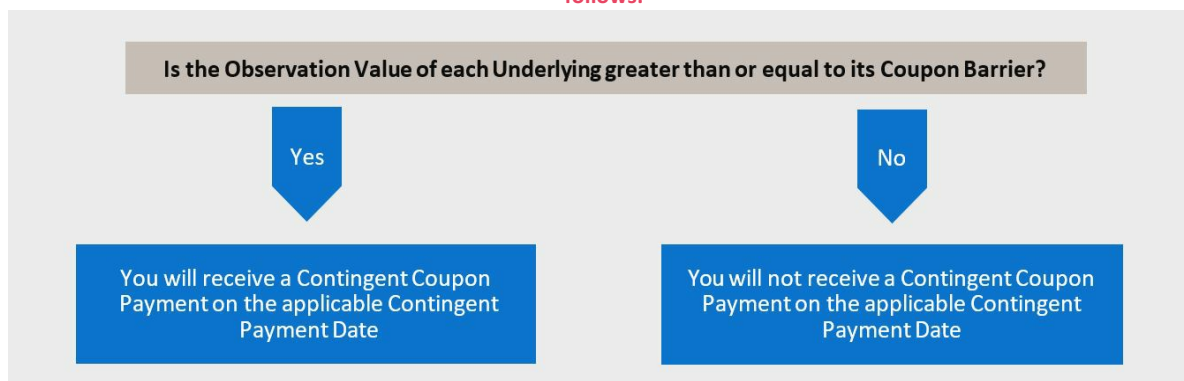 follows:
Is the Observation Value of each Underlying greater than or equal to its Coupon Barrier?
Yes
No
You will receive a Contingent Coupon
Payment on the applicable Contingent
Payment Date
You will not receive a Contingent Coupon
Payment on the applicable Contingent
Payment Date